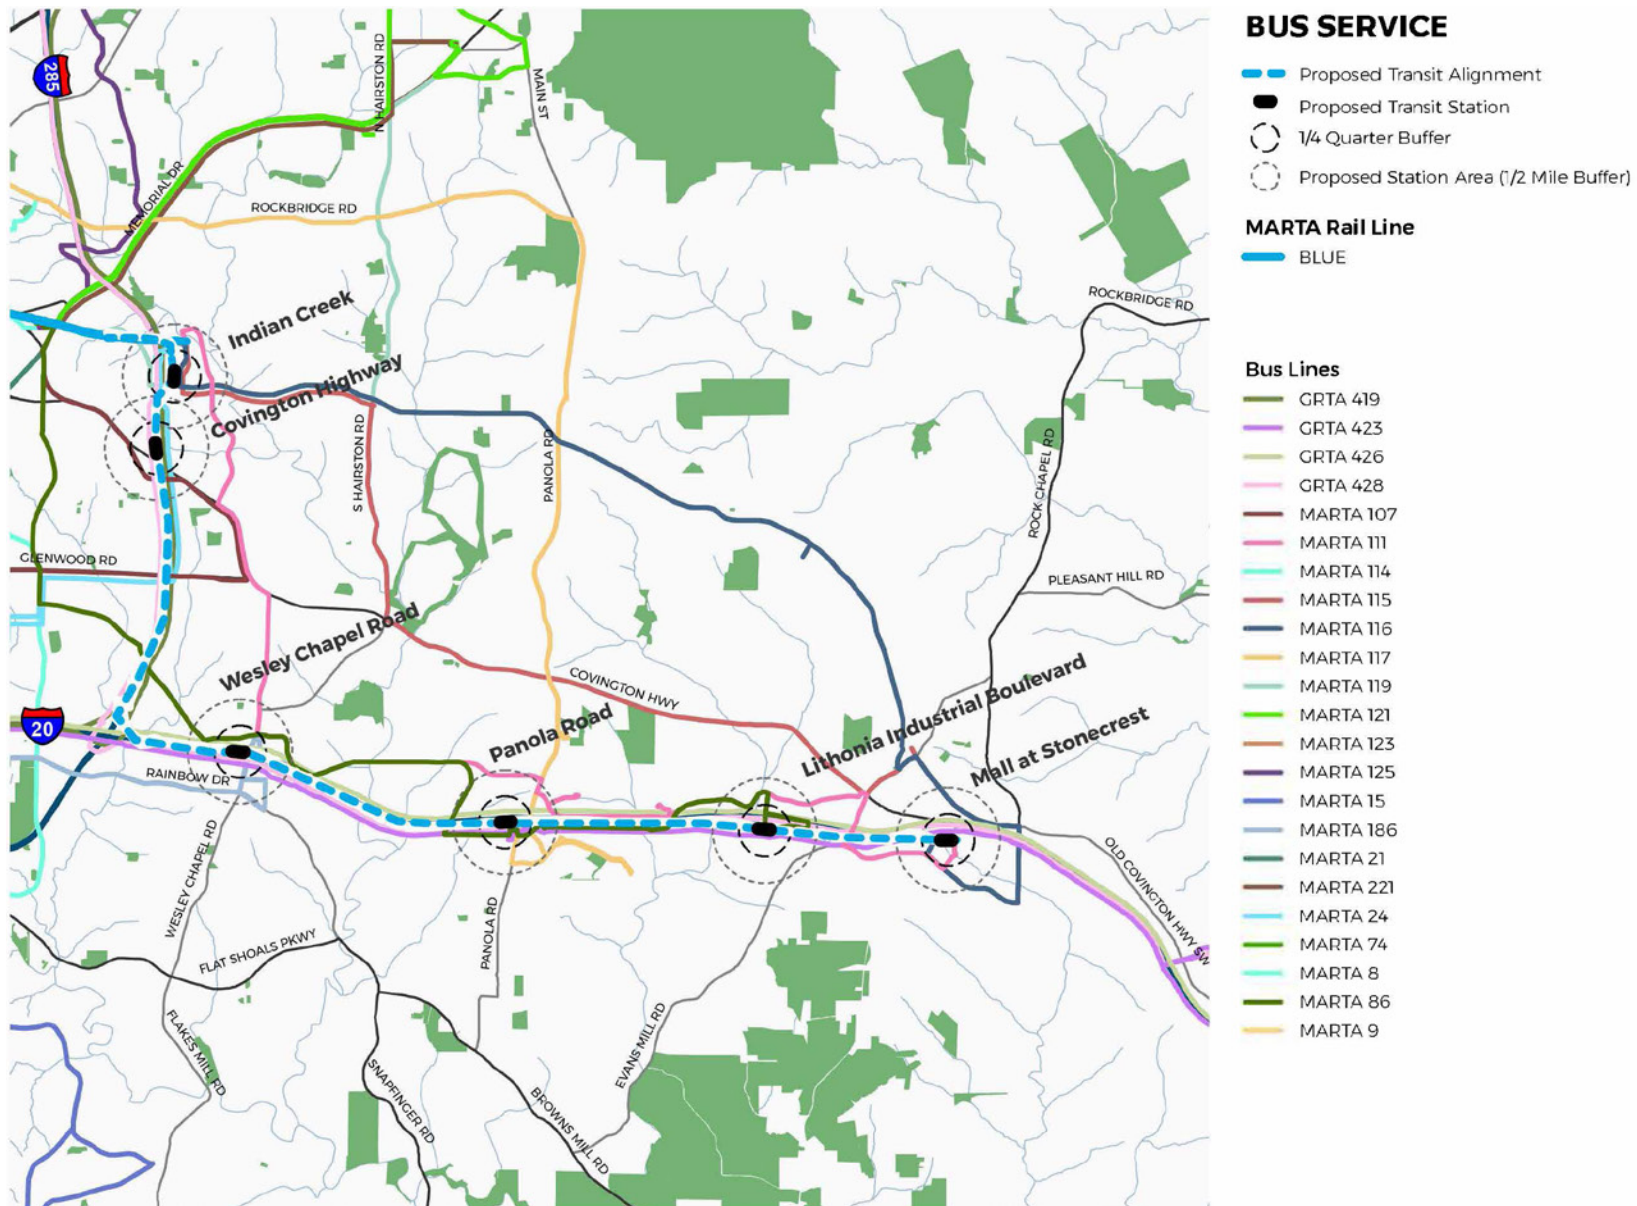 285
N HAIRSTON RD
MAIN ST
MEMORIAL DR
ROCKBRIDGE RD
ROCKBRIDGE RD
Indian Creek
Covington Highway
S HAIRSTON RD
PANOLA RD
ROCK CHAPEL RD
GLENWOOD RD
PLEASANT HILL RD
Wesley Chapel Road
COVINGTON HWY
Lithonia Industrial Boulevard
20
Panola Road
Mall at Stonecrest
RAINBOW DR
WESLEY CHAPEL RD
OLD COVINGTON HWY SW
PANOLA RD
FLAT SHOALS PKWY
FLAKES MILL RD
EVANS MILL RD
SNAPFINGER RD
BROWNS MILL RD
BUS SERVICE
Proposed Transit Alignment
Proposed Transit Station
1/4 Quarter Buffer
Proposed Station Area (1/2 Mile Buffer)
MARTA Rail Line
BLUE
Bus Lines
GRTA 419
GRTA 423
GRTA 426
GRTA 428
MARTA 107
MARTA 111
MARTA 114
MARTA 115
MARTA 116
MARTA 117
MARTA 119
MARTA 121
MARTA 123
MARTA 125
MARTA 15
MARTA 186
MARTA 21
MARTA 221
MARTA 24
MARTA 74
MARTA 8
MARTA 86
MARTA 9